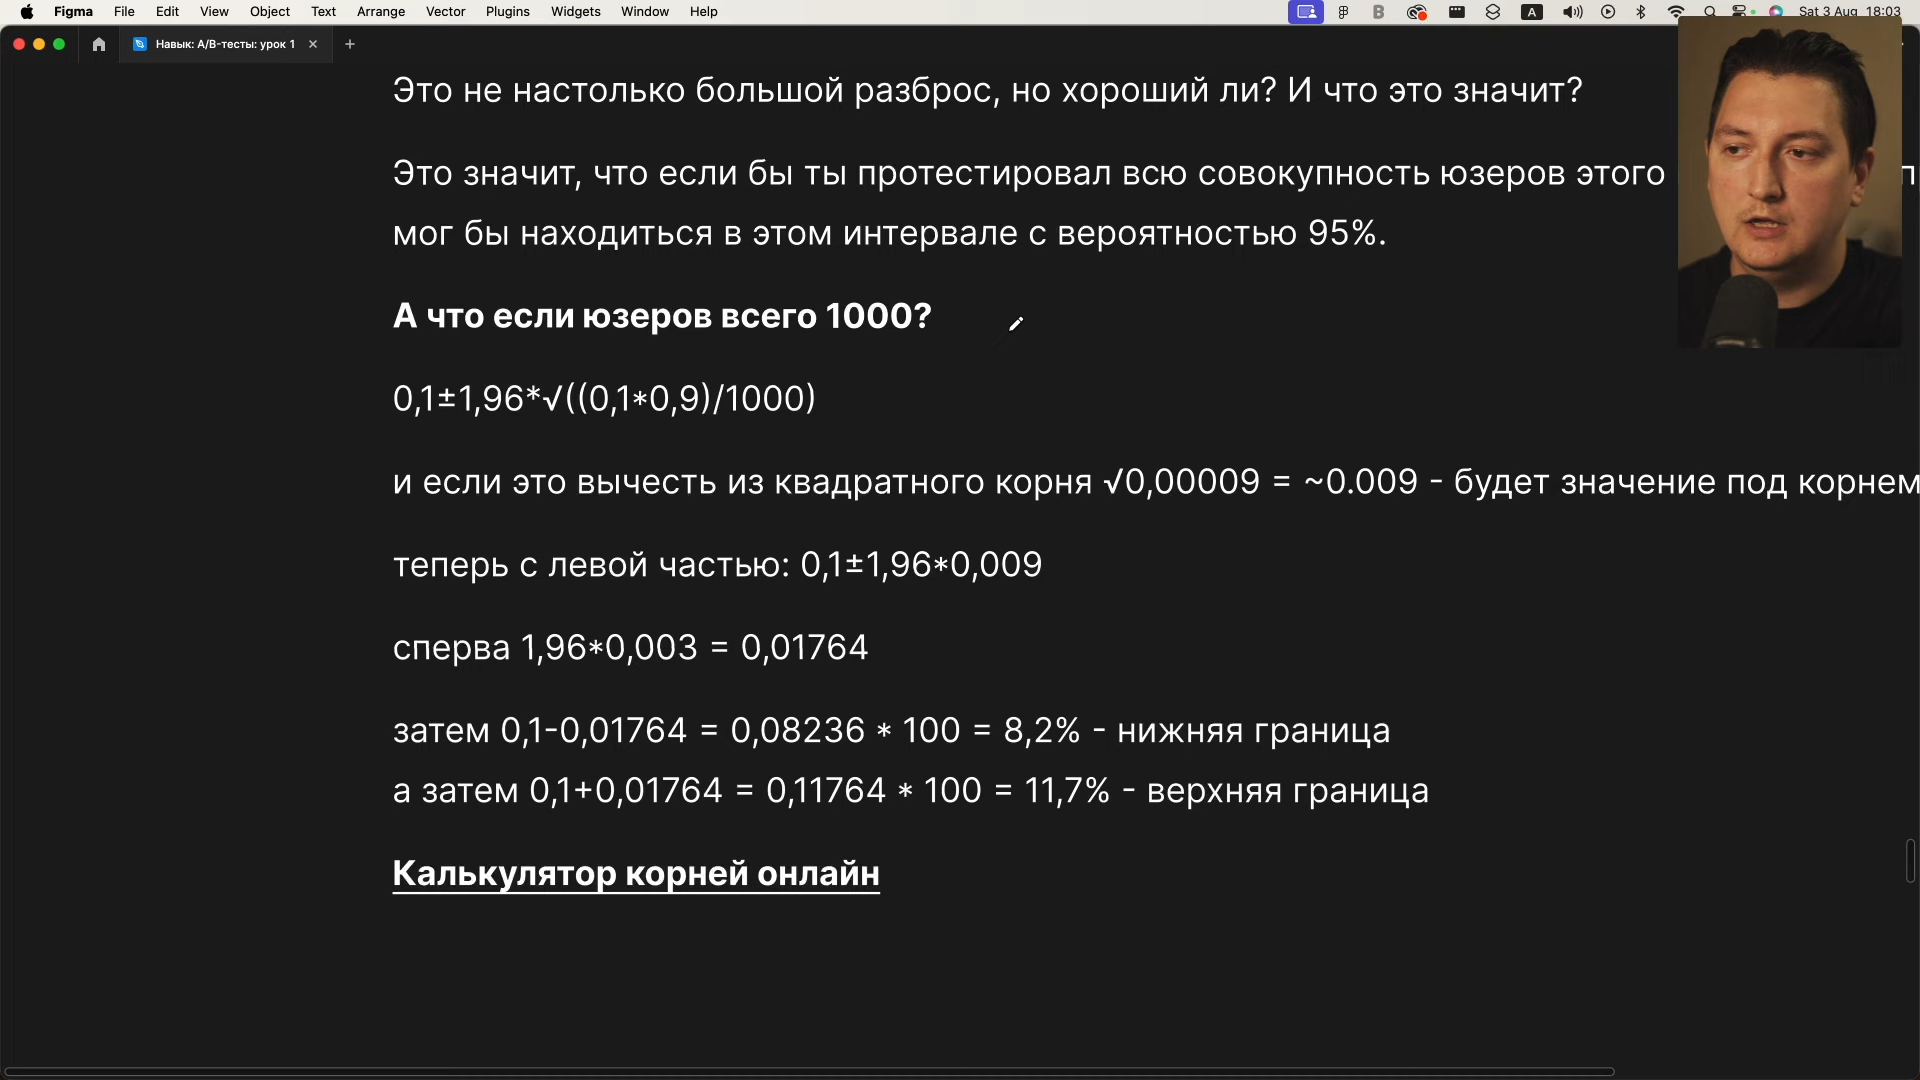 Figma File Edit View Object Text Arrange Vector Plugins Widgets Window Help A Sat 3 Aug 18:03
Навык: A/B-тесты: урок 1
Это не настолько большой разброс, но хороший ли? И что это значит?
Это значит, что если бы ты протестировал всю совокупность юзеров этого
мог бы находиться в этом интервале с вероятностью 95%.
А что если юзеров всего 1000?
0,1±1,96*√((0,1*0,9)/1000)
и если это вычесть из квадратного корня √0,00009 = ~0.009 - будет значение под корнем
теперь с левой частью: 0,1±1,96*0,009
сперва 1,96*0,003 = 0,01764
затем 0,1-0,01764 = 0,08236 * 100 = 8,2% - нижняя граница
а затем 0,1+0,01764 = 0,11764 * 100 = 11,7% - верхняя граница
Калькулятор корней онлайн